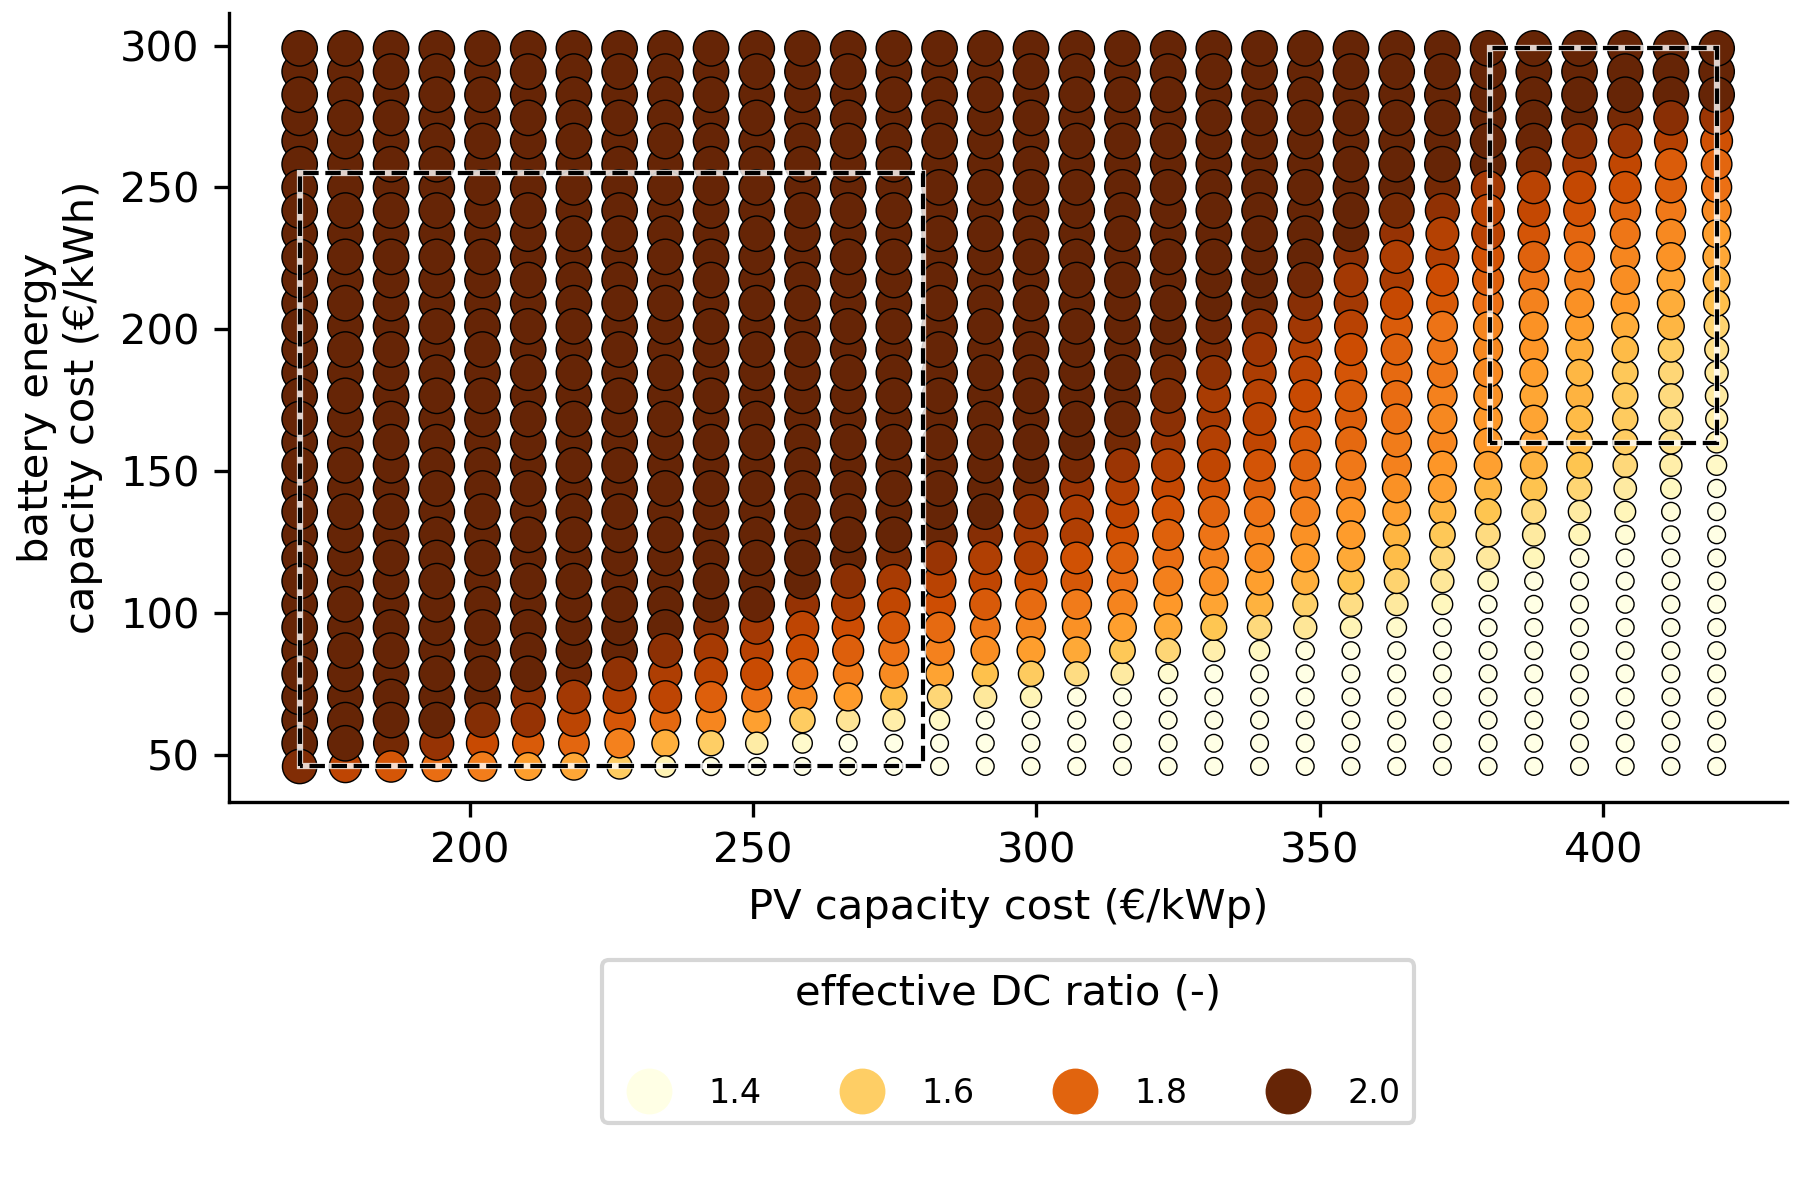 300
250
200
150
100
50
battery energy
capacity cost (€/kWh)
200 250 300 350 400
PV capacity cost (€/kWp)
effective DC ratio (-)
1.4 1.6 1.8 2.0